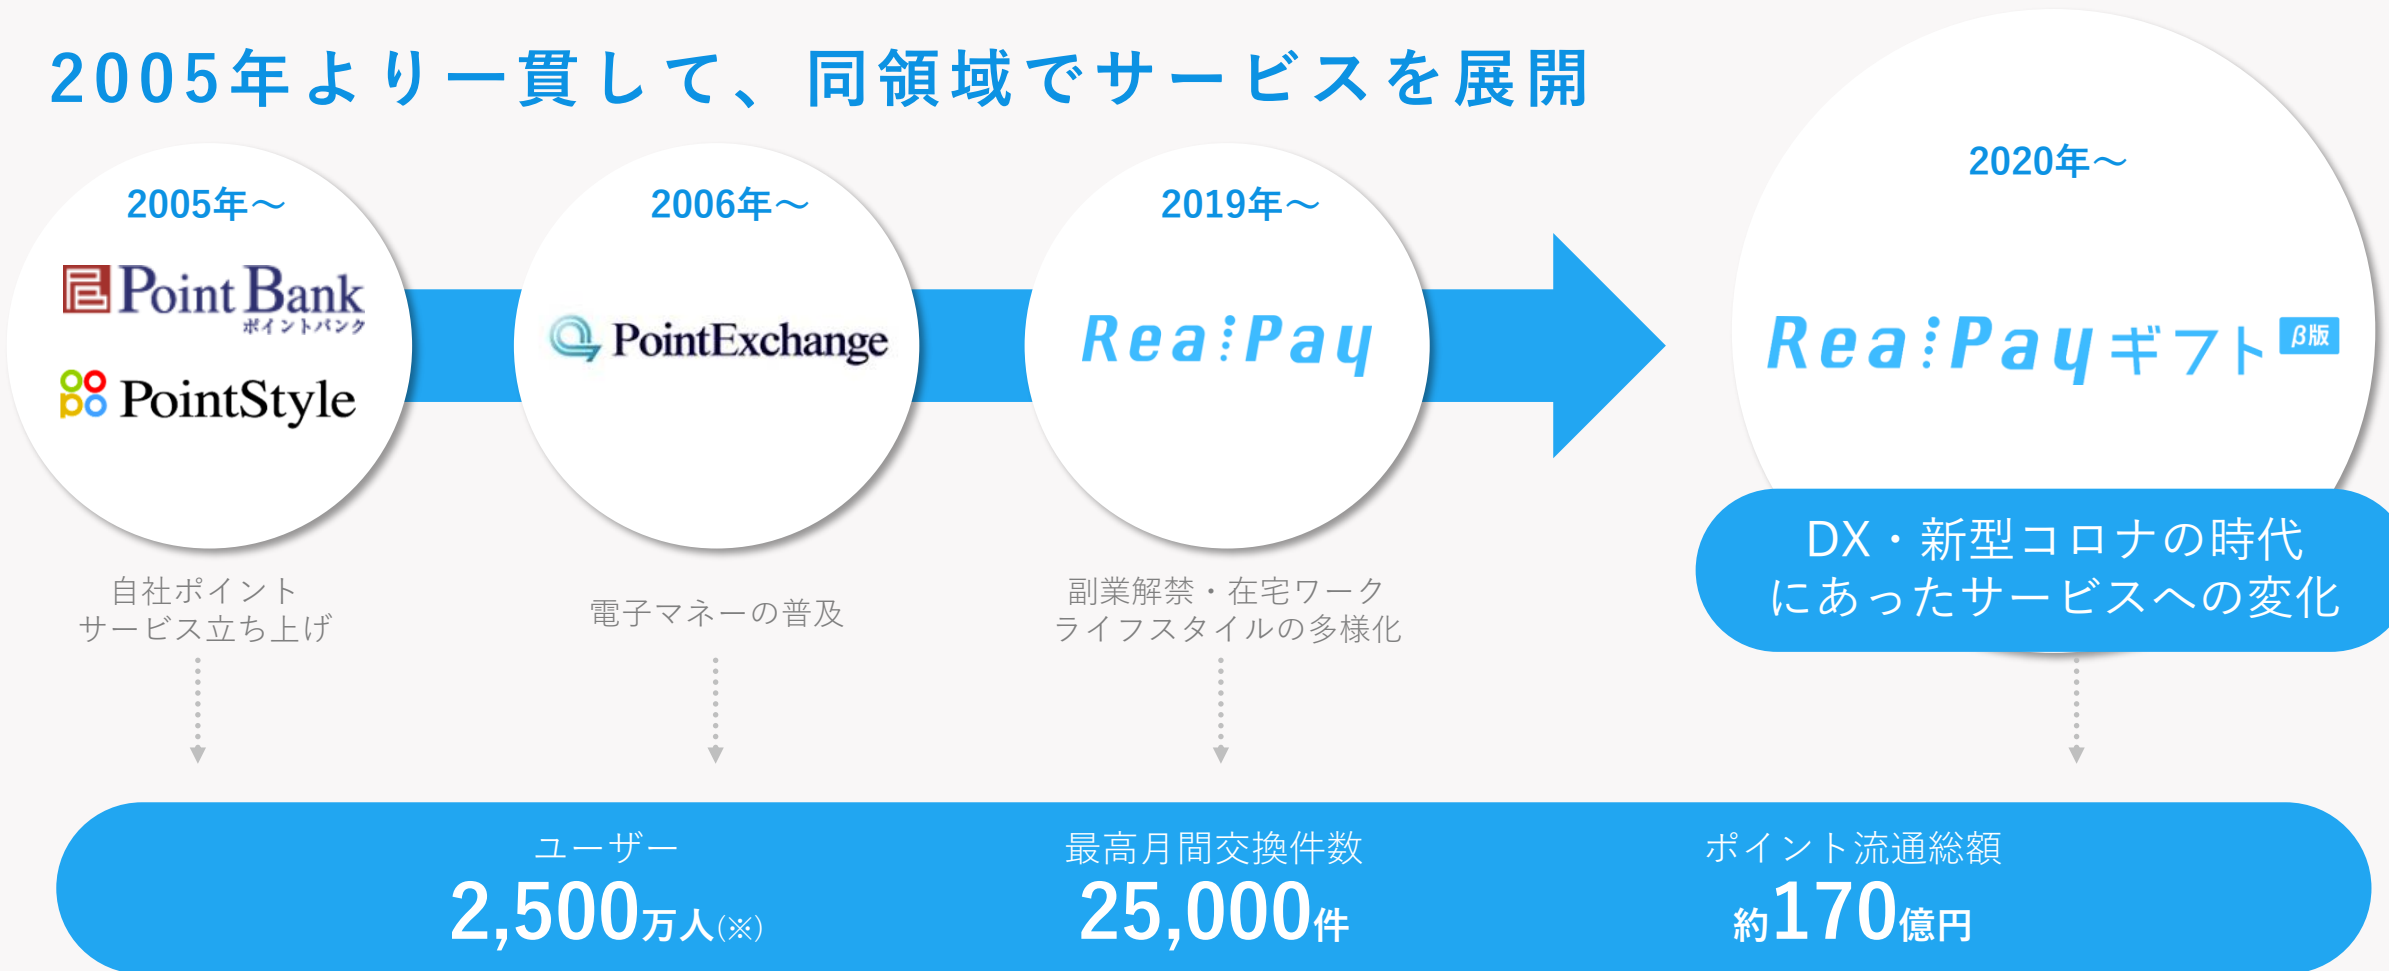 2005年より一貫して、同領域でサービスを展開
2005年～
Point Bank
ポイントバンク
PointStyle
自社ポイント
サービス立ち上げ
2006年～
PointExchange
電子マネーの普及
2019年～
RealPay
副業解禁・在宅ワーク
ライフスタイルの多様化
2020年～
RealPayギフト β版
DX・新型コロナの時代
にあったサービスへの変化
ユーザー
2,500万人(※)
最高月間交換件数
25,000件
ポイント流通総額
約170億円